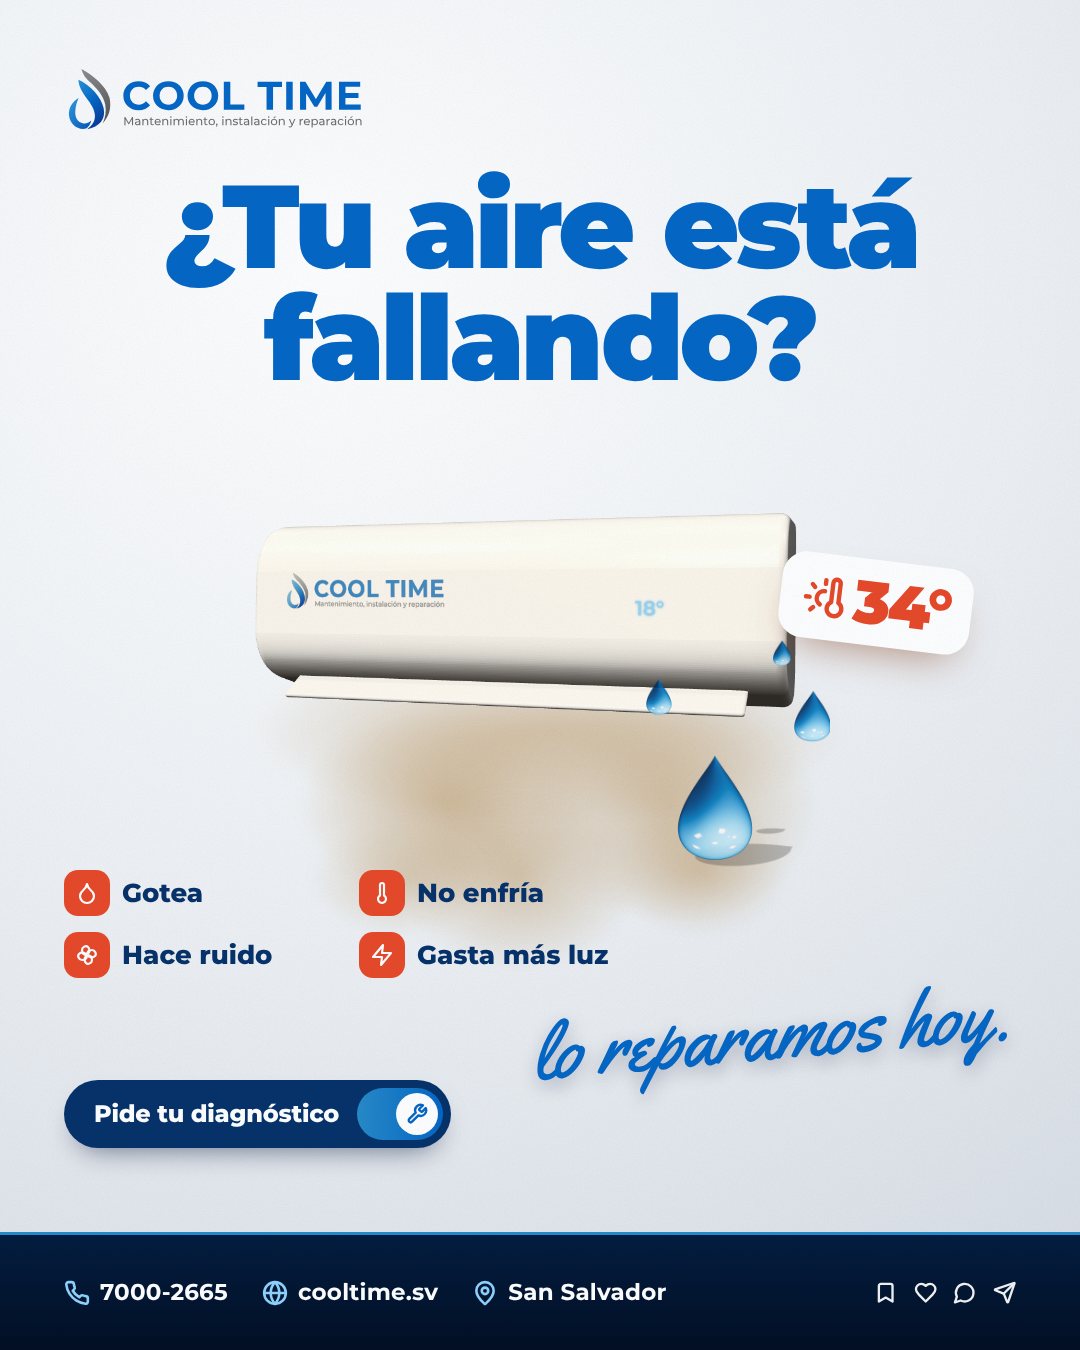 COOL TIME
Mantenimiento, instalación y reparación
¿Tu aire está
fallando?
COOL TIME
Mantenimiento, instalación y reparación
18°
34°
Gotea
No enfría
Hace ruido
Gasta más luz
lo reparamos hoy.
Pide tu diagnóstico
7000-2665
cooltime.sv
San Salvador